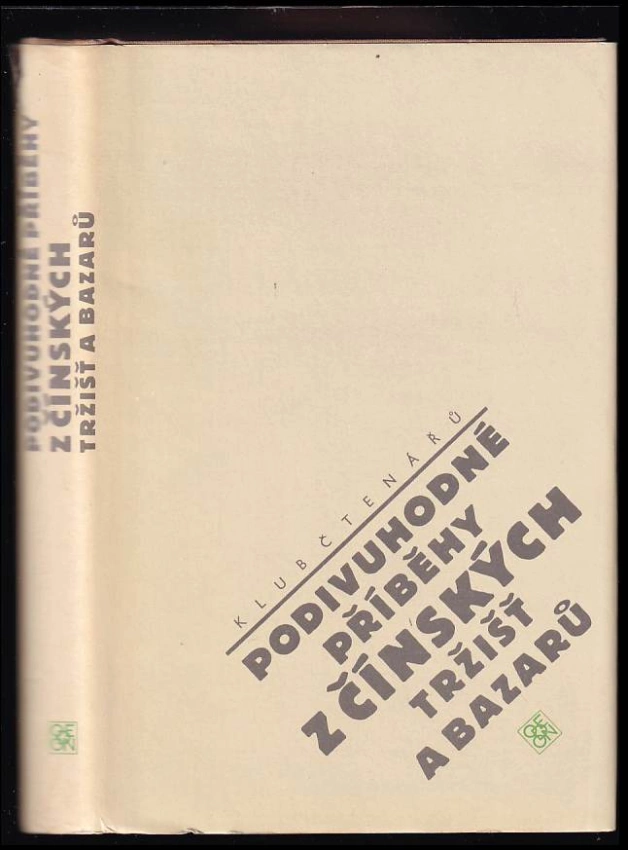 PODIVUHODNÉ PŘÍBĚHY
Z ČÍNSKÝCH
TRŽIŠŤ A BAZARŮ
KLUB ČTENÁŘŮ
PODIVUHODNÉ
PŘÍBĚHY
Z ČÍNSKÝCH
TRŽIŠŤ
A BAZARŮ
ODEON
ODEON